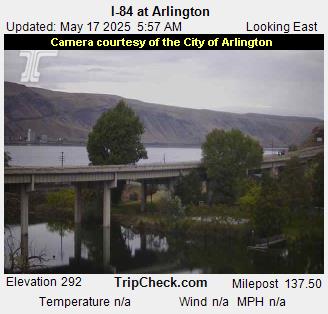 I-84 at Arlington
Updated: May 17 2025 5:57 AM Looking East
Camera courtesy of the City of Arlington
Elevation 292 TripCheck.com Milepost 137.50
Temperature n/a Wind n/a MPH n/a